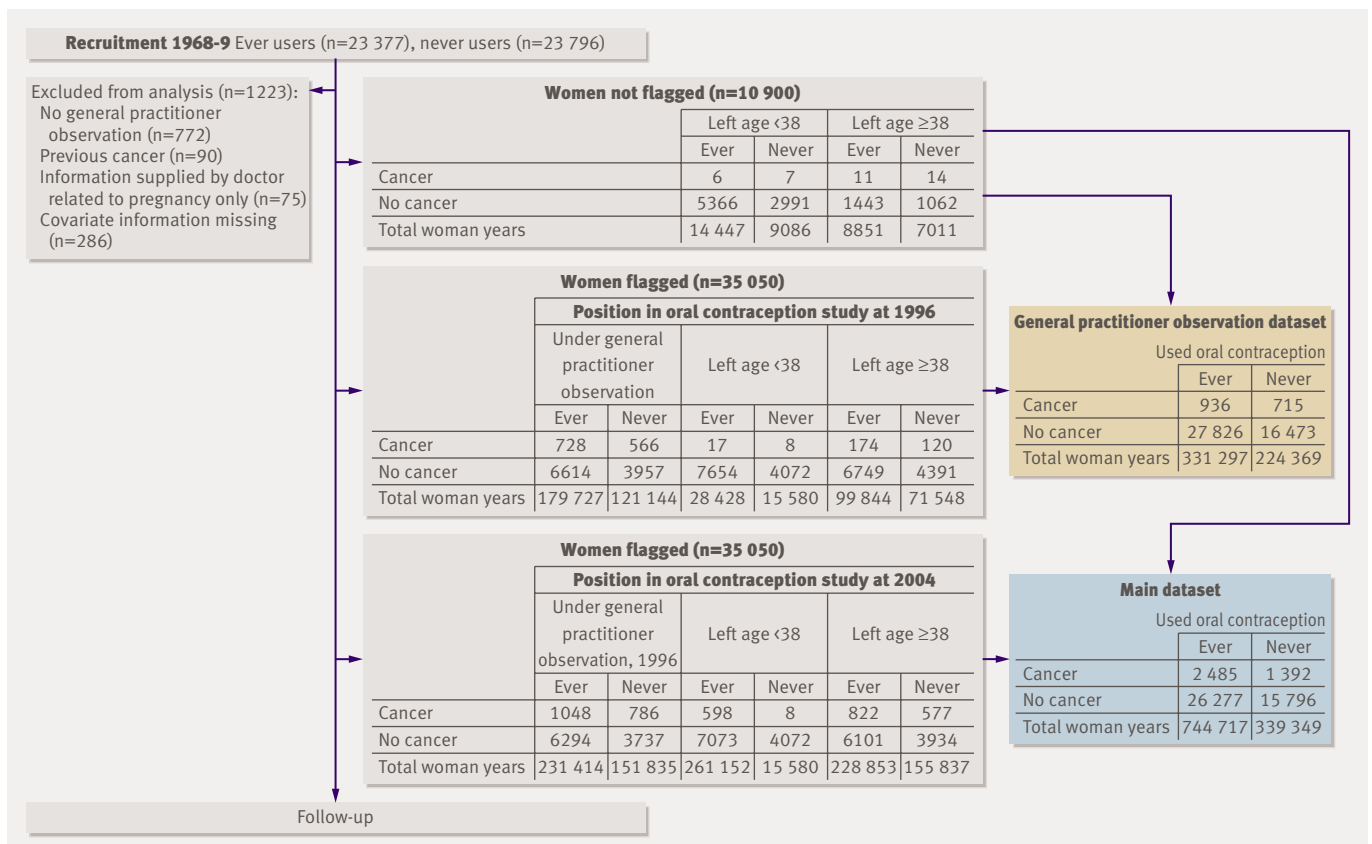 Recruitment 1968-9 Ever users (n=23 377), never users (n=23 796)
Excluded from analysis (n=1223):
No general practitioner
observation (n=772)
Previous cancer (n=90)
Information supplied by doctor
related to pregnancy only (n=75)
Covariate information missing
(n=286)
Women not flagged (n=10 900)
Left age <38 Left age ≥38
Ever Never Ever Never
Cancer 6 7 11 14
No cancer 5366 2991 1443 1062
Total woman years 14 447 9086 8851 7011
Women flagged (n=35 050)
Position in oral contraception study at 1996
Under general
practitioner
observation
Left age <38
Left age ≥38
Ever Never Ever Never Ever Never
Cancer 728 566 17 8 174 120
No cancer 6614 3957 7654 4072 6749 4391
Total woman years 179 727 121 144 28 428 15 580 99 844 71 548
General practitioner observation dataset
Used oral contraception
Ever Never
Cancer 936 715
No cancer 27 826 16 473
Total woman years 331 297 224 369
Women flagged (n=35 050)
Position in oral contraception study at 2004
Under general
practitioner
observation, 1996
Left age <38
Left age ≥38
Ever Never Ever Never Ever Never
Cancer 1048 786 598 8 822 577
No cancer 6294 3737 7073 4072 6101 3934
Total woman years 231 414 151 835 261 152 15 580 228 853 155 837
Main dataset
Used oral contraception
Ever Never
Cancer 2 485 1 392
No cancer 26 277 15 796
Total woman years 744 717 339 349
Follow-up